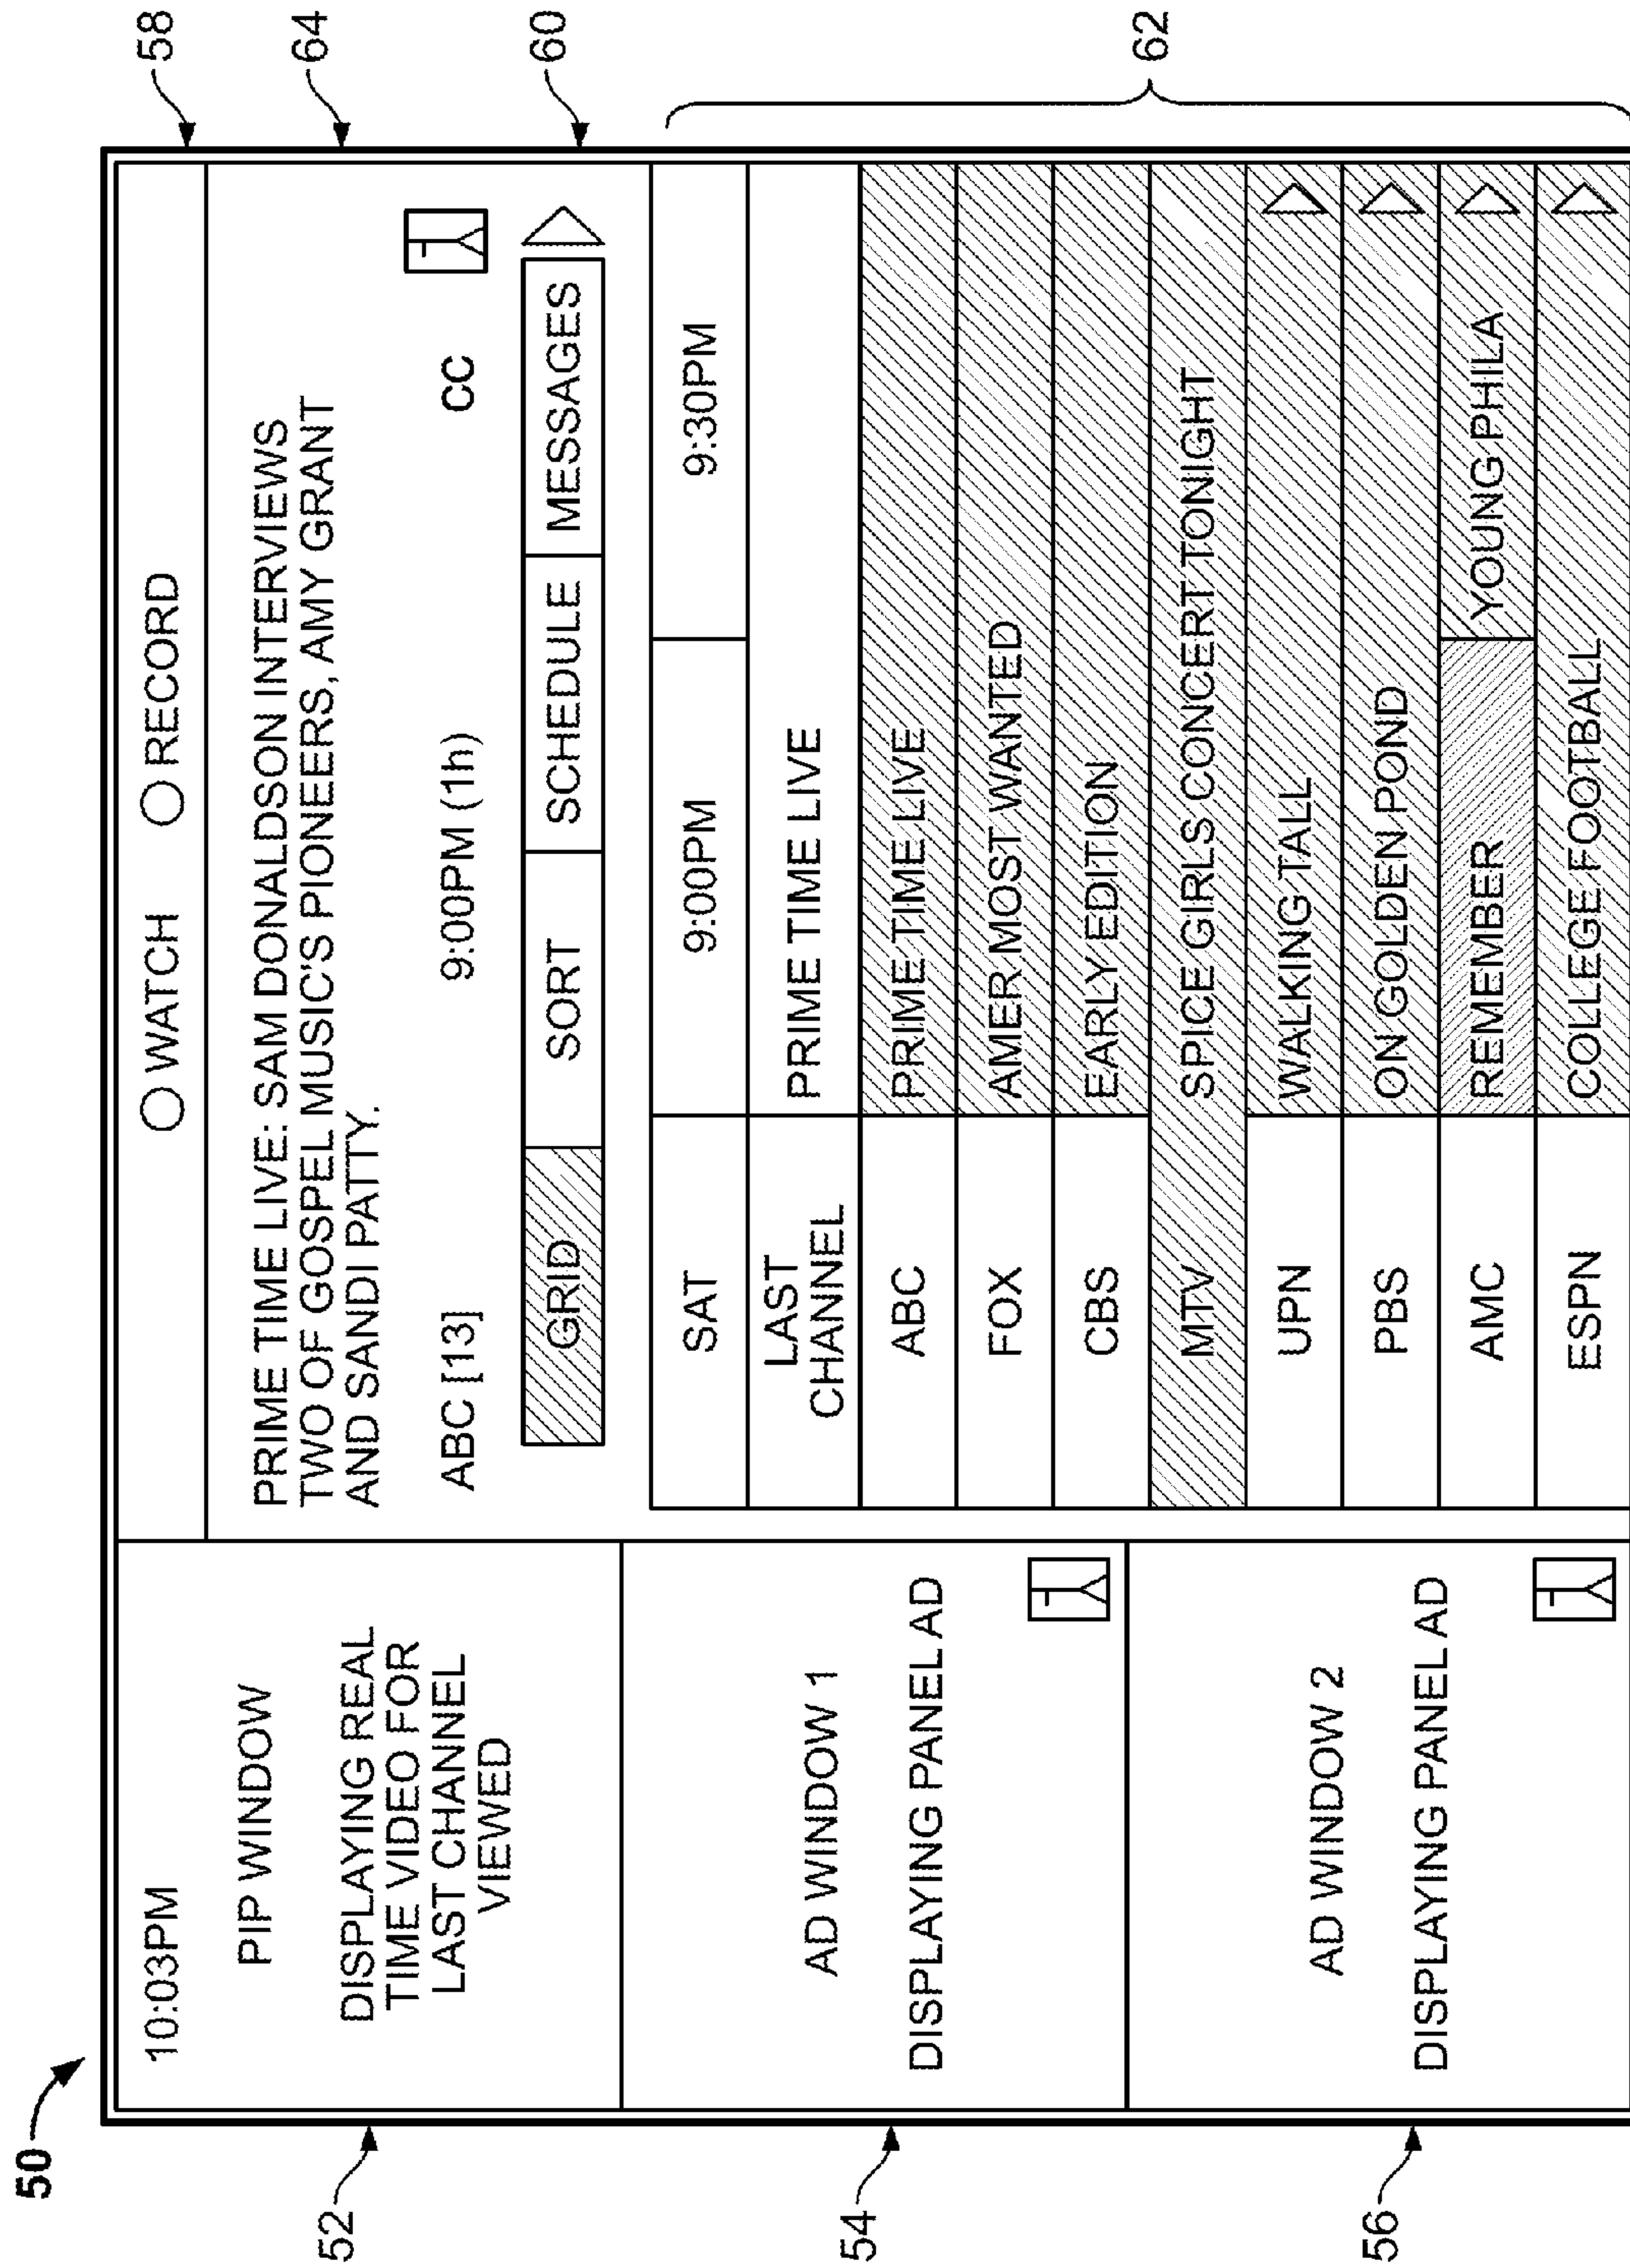 50
52
54
56
58
64
60
62
10:03PM
PIP WINDOW
DISPLAYING REAL
TIME VIDEO FOR
LAST CHANNEL
VIEWED
AD WINDOW 1
DISPLAYING PANEL AD
AD WINDOW 2
DISPLAYING PANEL AD
WATCH RECORD
PRIME TIME LIVE: SAM DONALDSON INTERVIEWS
TWO OF GOSPEL MUSIC'S PIONEERS, AMY GRANT
AND SANDI PATTY.
ABC [13] 9:00PM (1h) CC
GRID SORT SCHEDULE MESSAGES
SAT 9:00PM 9:30PM
LAST
CHANNEL PRIME TIME LIVE
ABC PRIME TIME LIVE
FOX AMER MOST WANTED
CBS EARLY EDITION
MTV SPICE GIRLS CONCERT TONIGHT
UPN WALKING TALL
PBS ON GOLDEN POND
AMC REMEMBER YOUNG PHILA
ESPN COLLEGE FOOTBALL